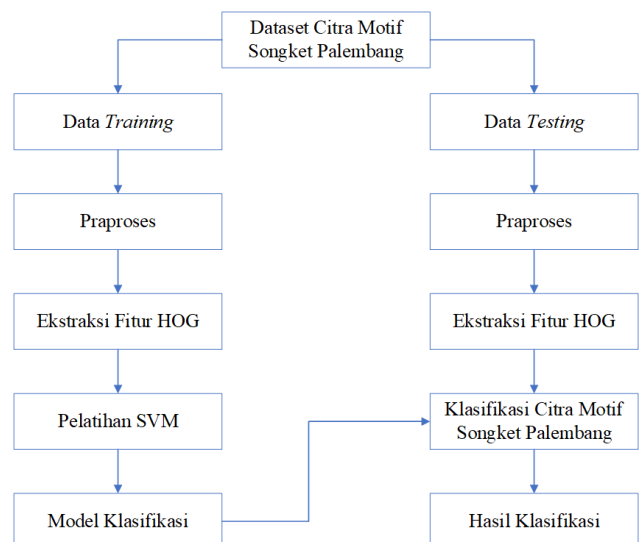 Dataset Citra Motif
Songket Palembang
Data Training
Data Testing
Praproses
Praproses
Ekstraksi Fitur HOG
Ekstraksi Fitur HOG
Pelatihan SVM
Klasifikasi Citra Motif
Songket Palembang
Model Klasifikasi
Hasil Klasifikasi